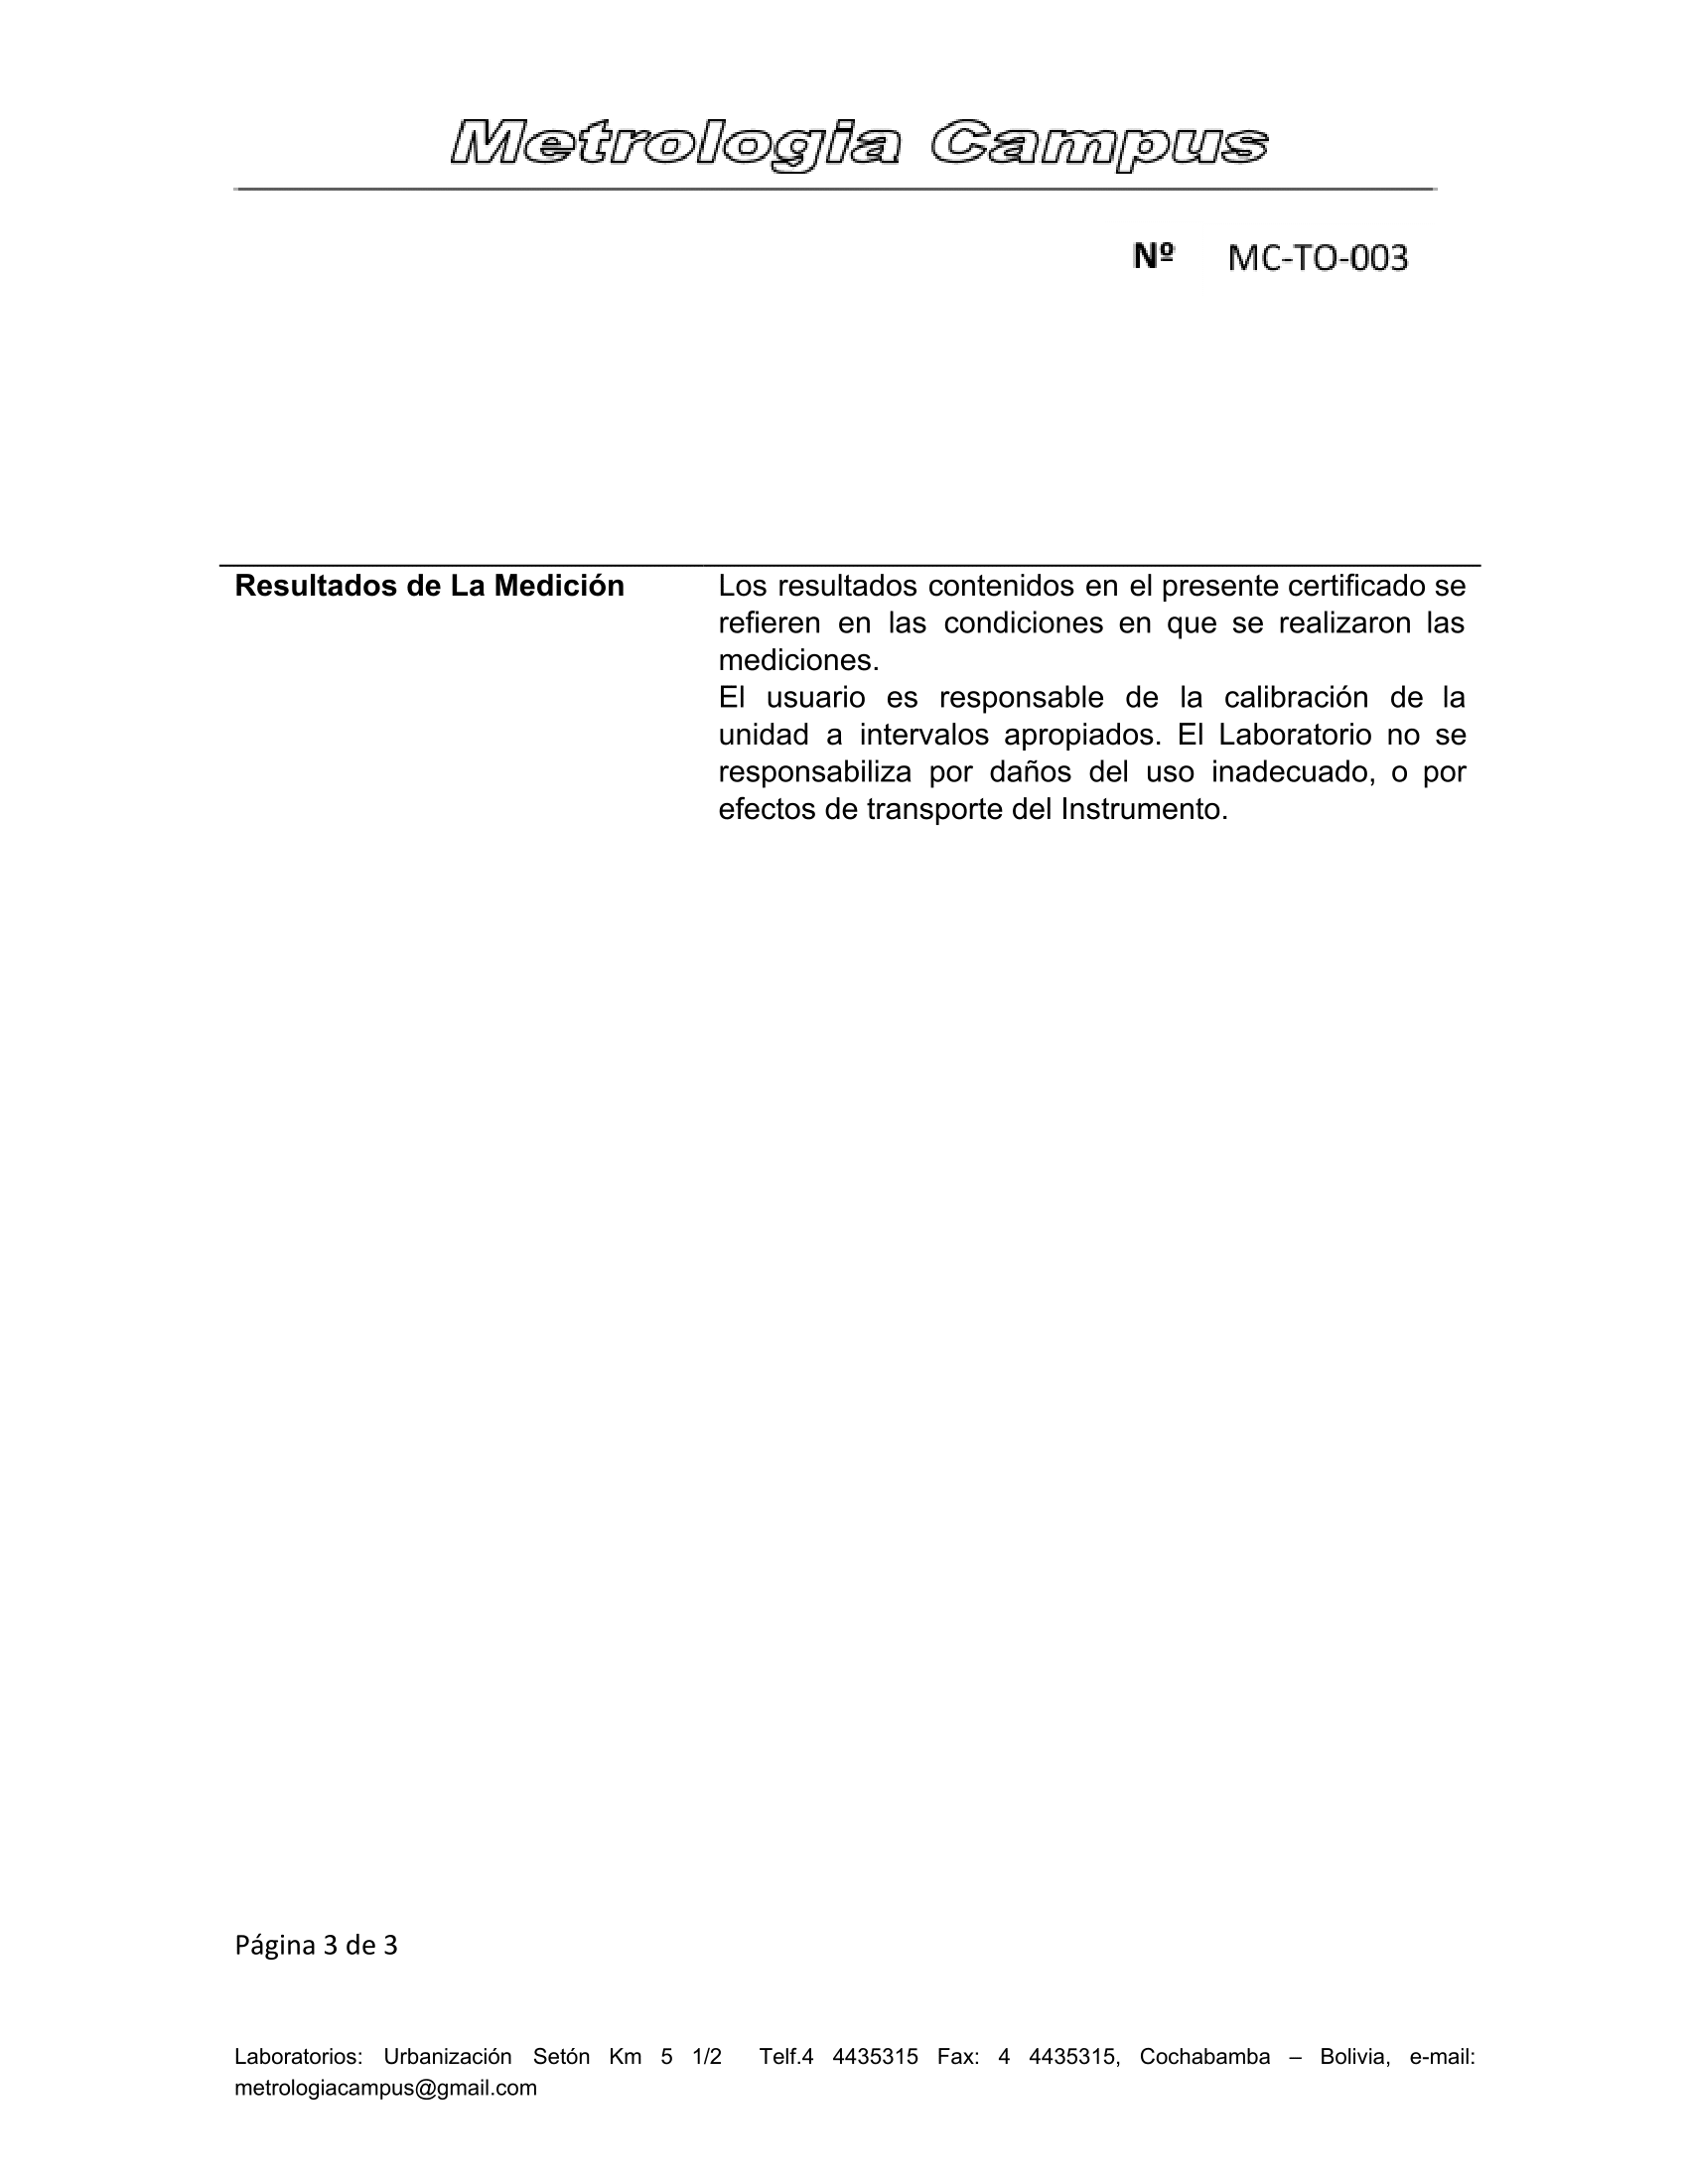 Metrologia Campus
Nº MC-TO-003
Resultados de La Medición
Los resultados contenidos en el presente certificado se
refieren en las condiciones en que se realizaron las
mediciones.
El usuario es responsable de la calibración de la
unidad a intervalos apropiados. El Laboratorio no se
responsabiliza por daños del uso inadecuado, o por
efectos de transporte del Instrumento.
Página 3 de 3
Laboratorios: Urbanización Setón Km 5 1/2 Telf.4 4435315 Fax: 4 4435315, Cochabamba – Bolivia, e-mail:
metrologiacampus@gmail.com